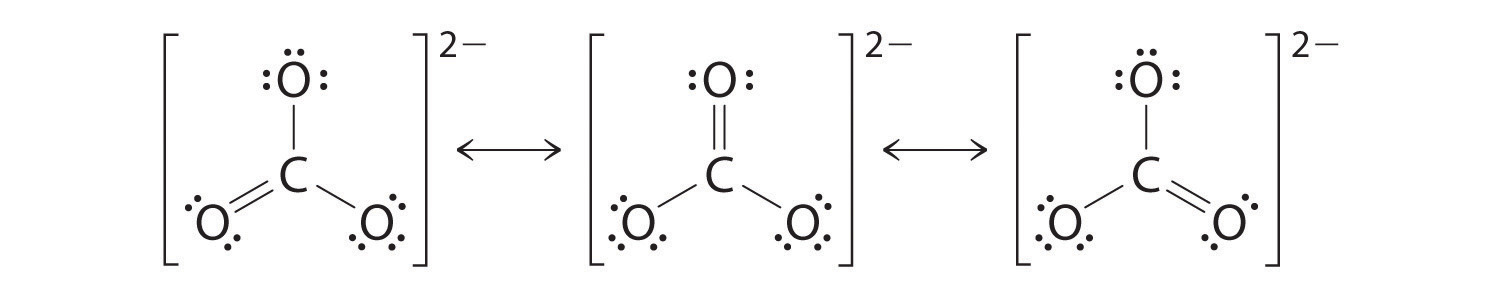 2– 2– 2–
O O O
C C C
O O O O O O